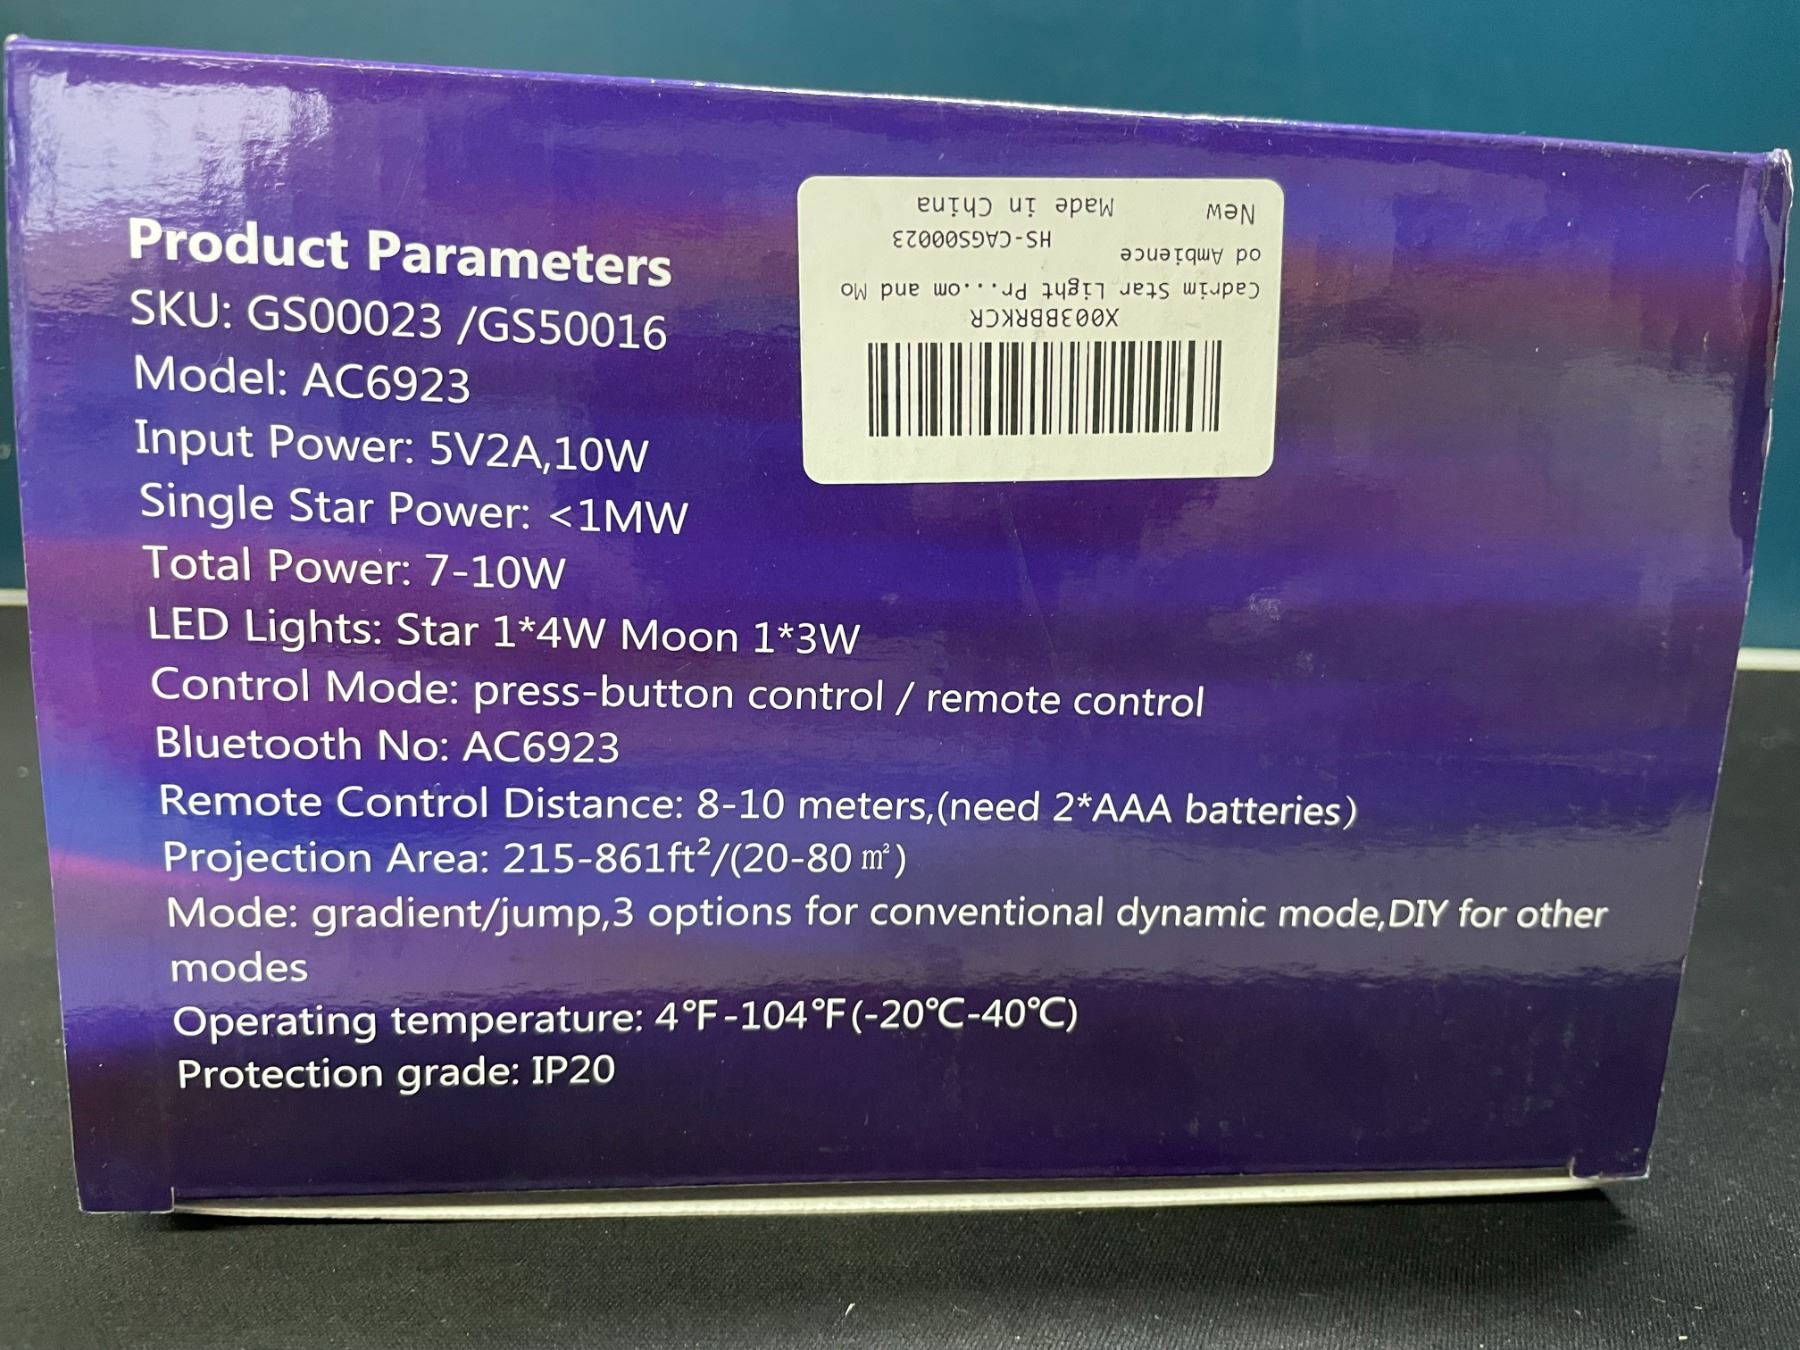 Product Parameters
SKU: GS00023 /GS50016
Model: AC6923
Input Power: 5V2A,10W
Single Star Power: <1MW
Total Power: 7-10W
LED Lights: Star 1*4W Moon 1*3W
Control Mode: press-button control / remote control
Bluetooth No: AC6923
Remote Control Distance: 8-10 meters,(need 2*AAA batteries)
Projection Area: 215-861ft²/(20-80 ㎡)
Mode: gradient/jump,3 options for conventional dynamic mode,DIY for other
modes
Operating temperature: 4℉-104℉(-20℃-40℃)
Protection grade: IP20
X003BBRKCR
Cadrim Star Light Pr...om and Mo
od Ambience
HS-CAGS00023
New Made in China